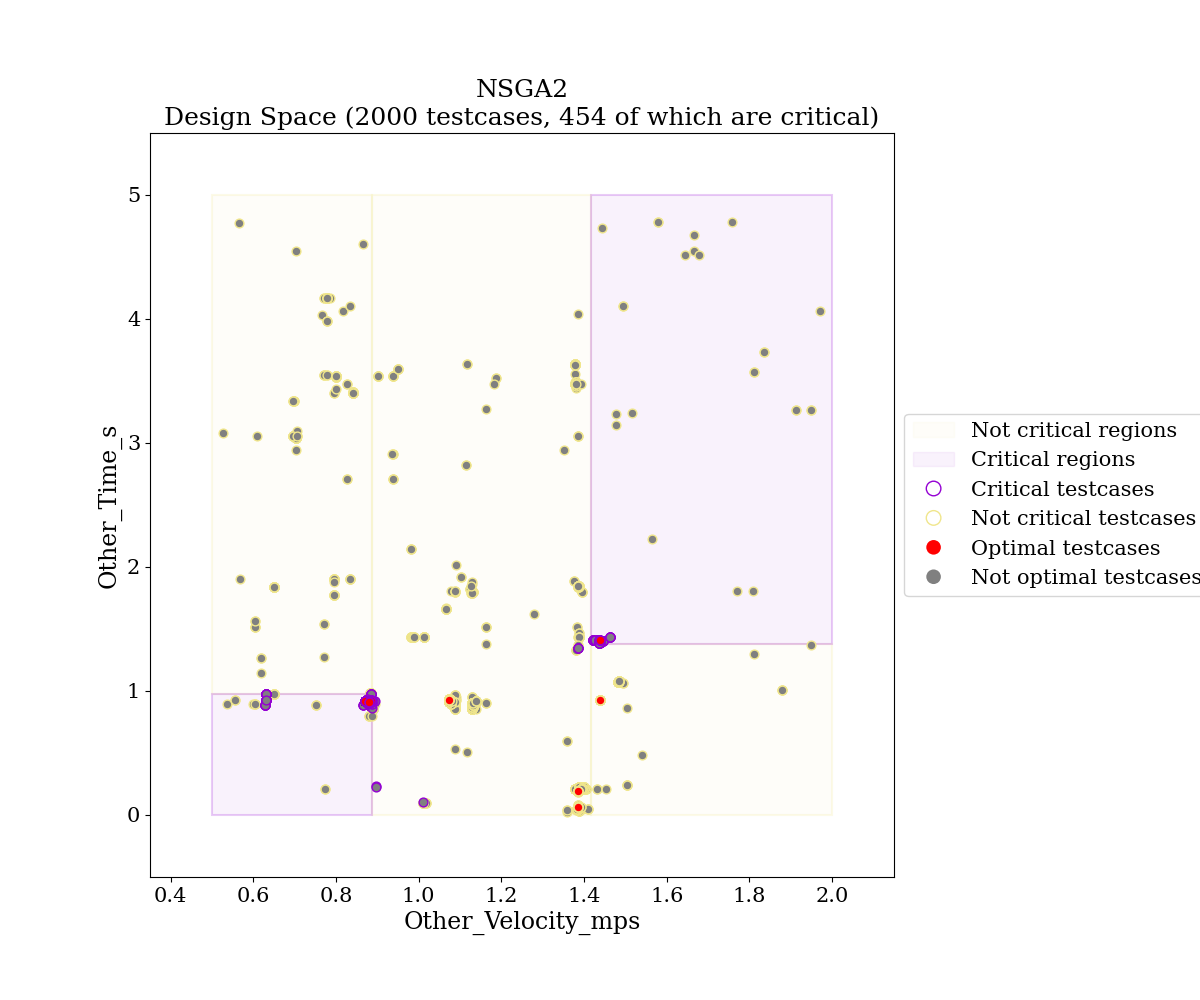 NSGA2
Design Space (2000 testcases, 454 of which are critical)
5
4
3
2
1
0
Other_Time_s
0.4
0.6
0.8
1.0
1.2
1.4
1.6
1.8
2.0
Other_Velocity_mps
Not critical regions
Critical regions
Critical testcases
Not critical testcases
Optimal testcases
Not optimal testcases